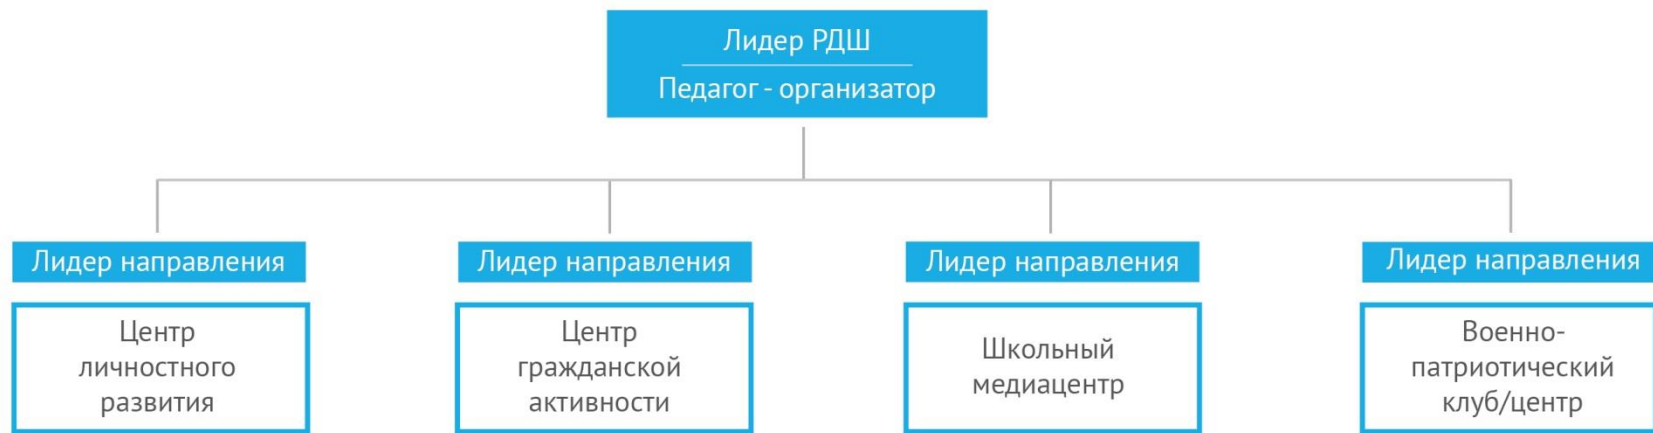 Лидер РДШ
Педагог - организатор
Лидер направления
Лидер направления
Лидер направления
Лидер направления
Центр
личностного
развития
Центр
гражданской
активности
Школьный
медиацентр
Военно-
патриотический
клуб/центр